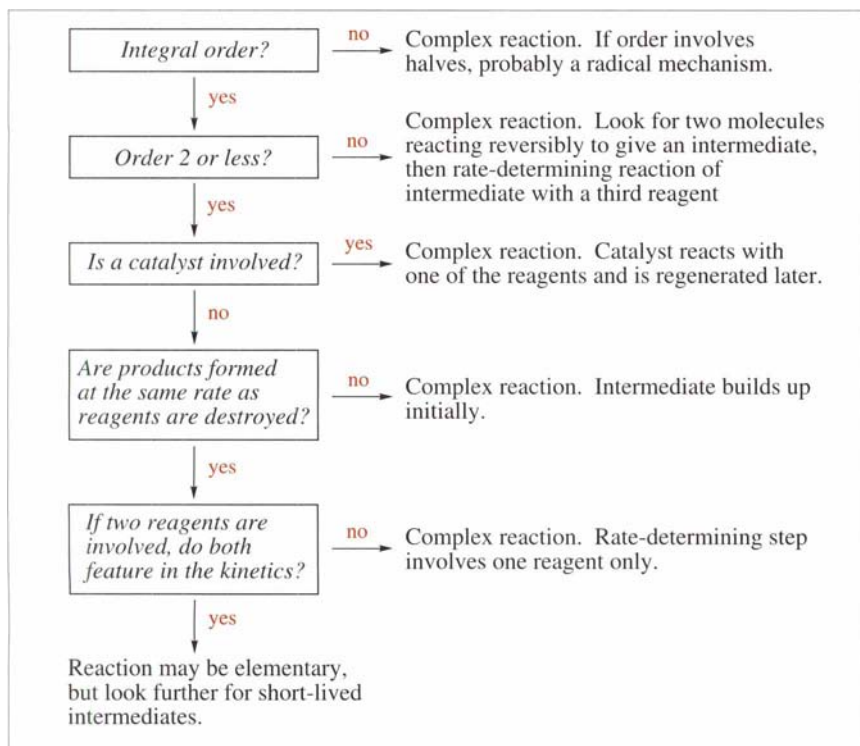 Integral order?
no
Complex reaction. If order involves
halves, probably a radical mechanism.
yes
Order 2 or less?
no
Complex reaction. Look for two molecules
reacting reversibly to give an intermediate,
then rate-determining reaction of
intermediate with a third reagent
yes
Is a catalyst involved?
yes
Complex reaction. Catalyst reacts with
one of the reagents and is regenerated later.
no
Are products formed
at the same rate as
reagents are destroyed?
no
Complex reaction. Intermediate builds up
initially.
yes
If two reagents are
involved, do both
feature in the kinetics?
no
Complex reaction. Rate-determining step
involves one reagent only.
yes
Reaction may be elementary,
but look further for short-lived
intermediates.